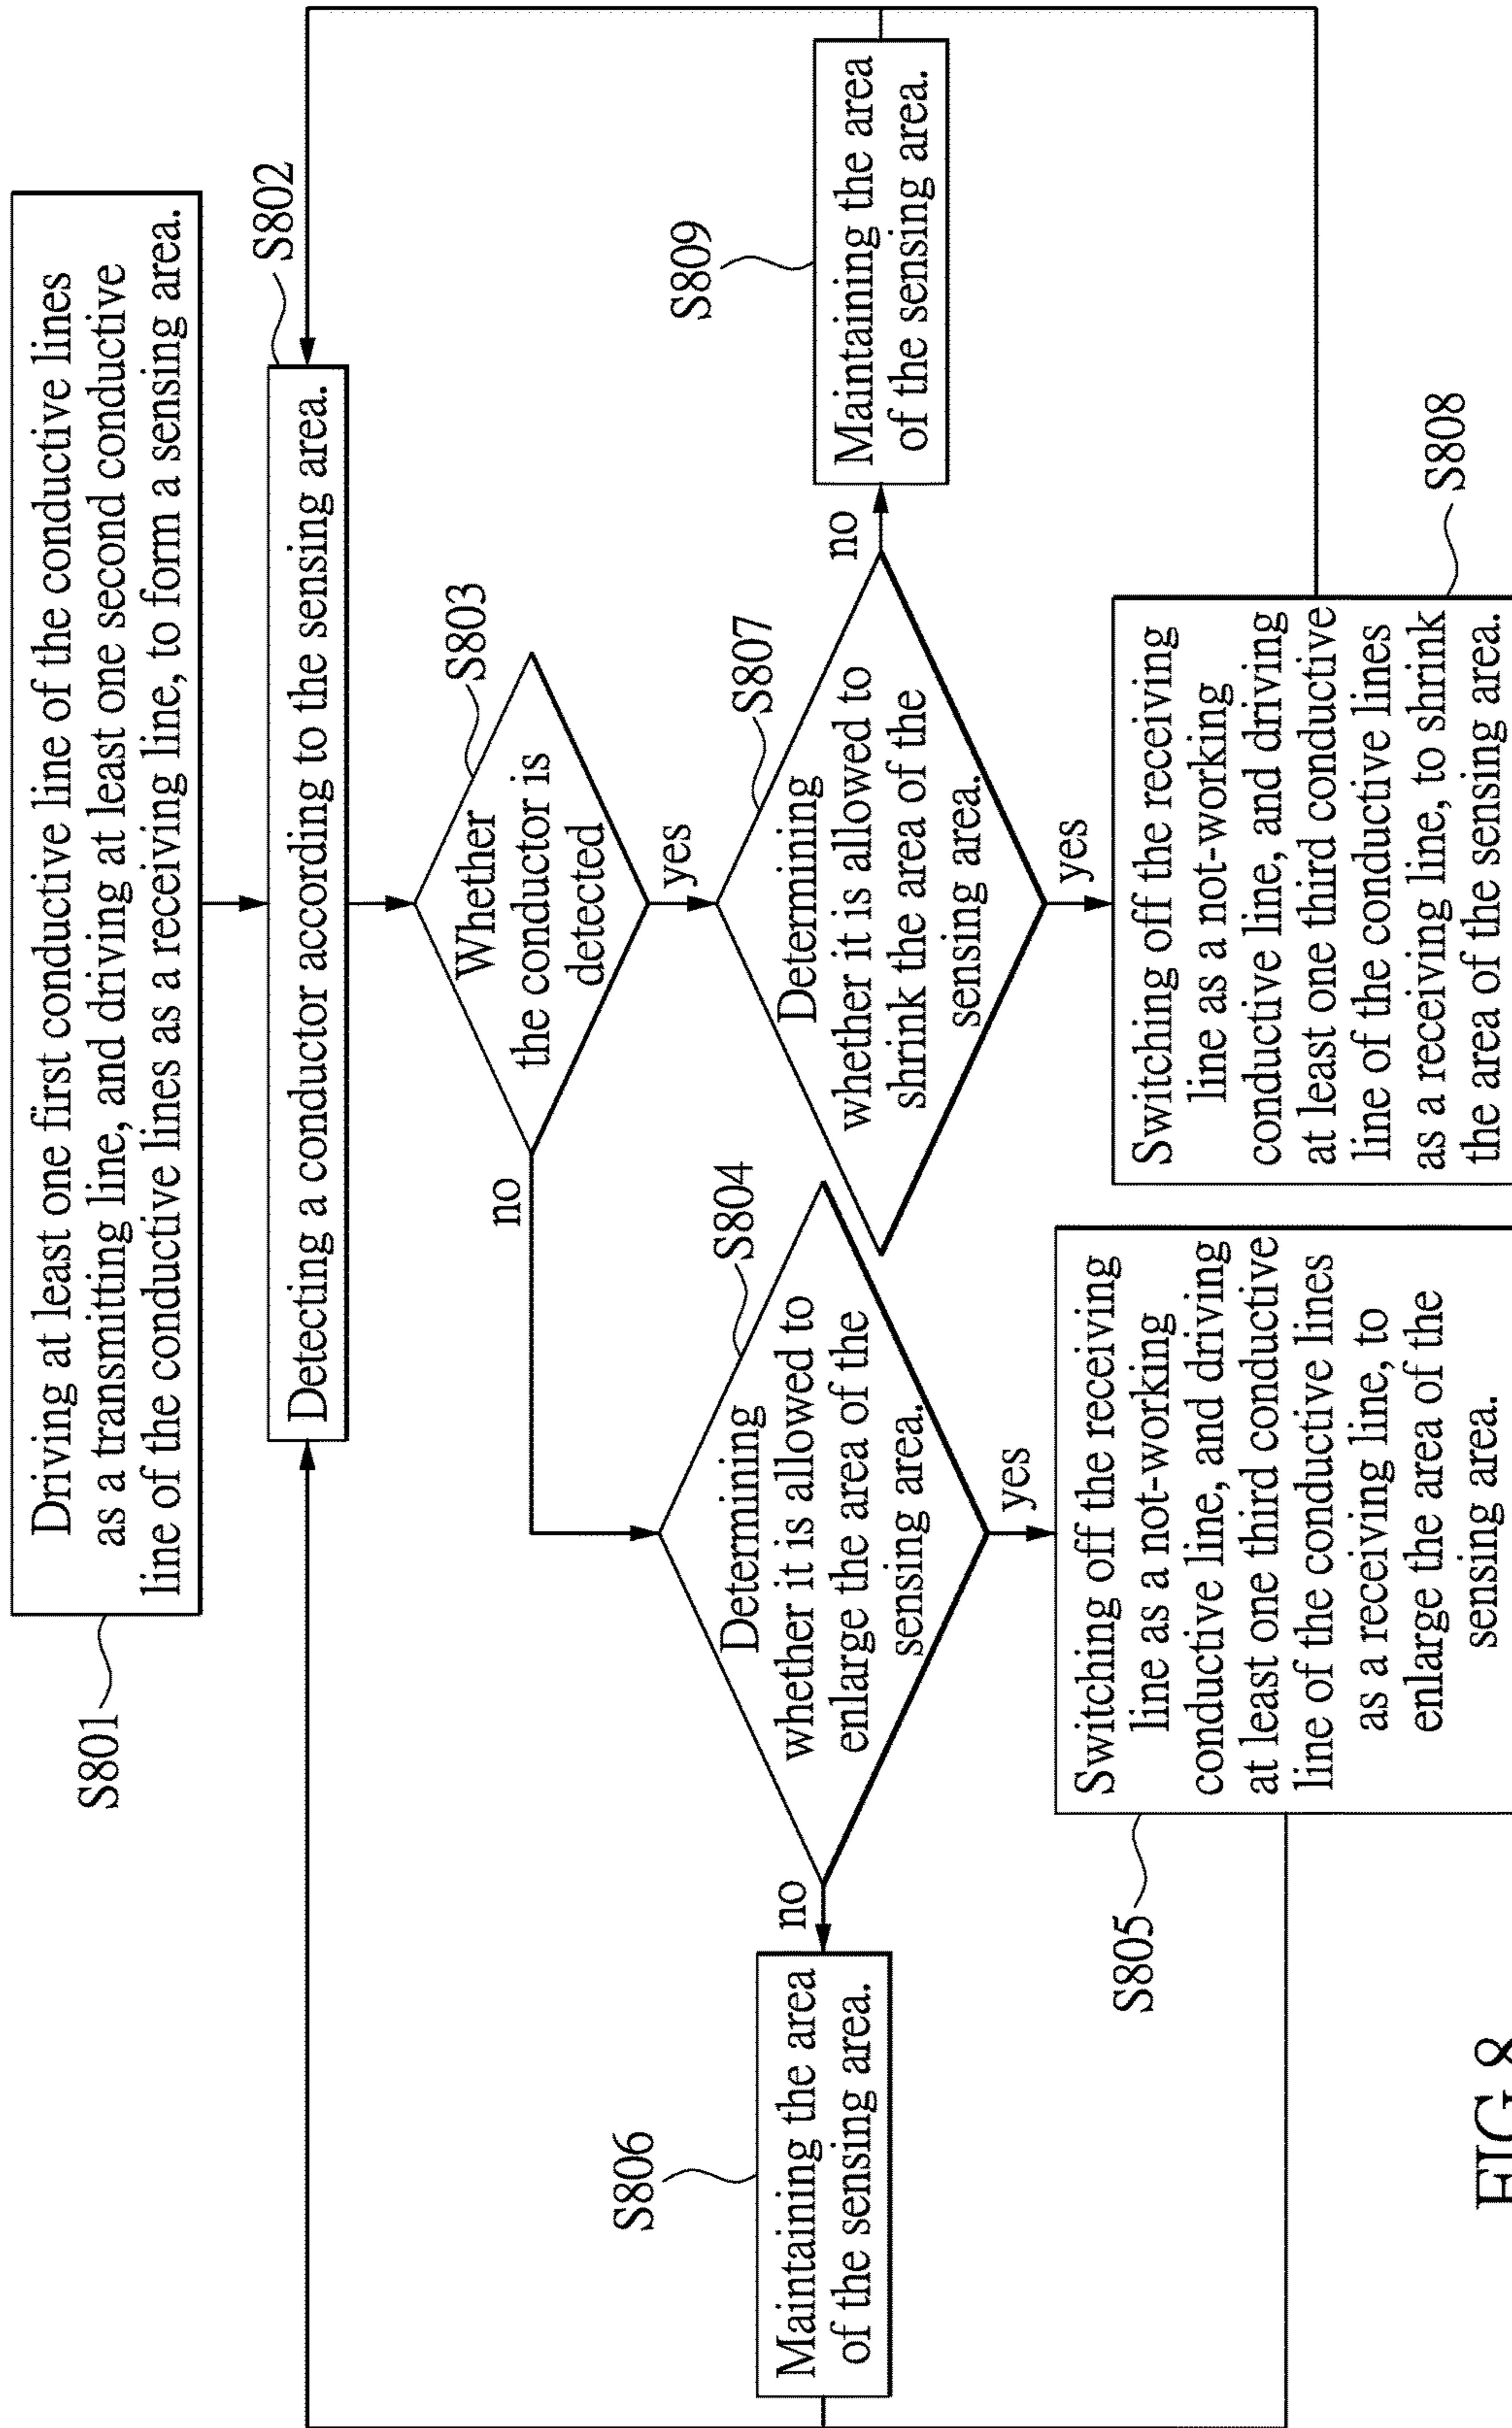 Driving at least one first conductive line of the conductive lines
as a transmitting line, and driving at least one second conductive
line of the conductive lines as a receiving line, to form a sensing area.
S801
S802
Detecting a conductor according to the sensing area.
S803
Whether
the conductor is
detected
no
yes
S804
Determining
whether it is allowed to
enlarge the area of the
sensing area.
no
yes
S806
Maintaining the area
of the sensing area.
S805
Switching off the receiving
line as a not-working
conductive line, and driving
at least one third conductive
line of the conductive lines
as a receiving line, to
enlarge the area of the
sensing area.
S807
Determining
whether it is allowed to
shrink the area of the
sensing area.
no
yes
S809
Maintaining the area
of the sensing area.
S808
Switching off the receiving
line as a not-working
conductive line, and driving
at least one third conductive
line of the conductive lines
as a receiving line, to shrink
the area of the sensing area.
FIG.8